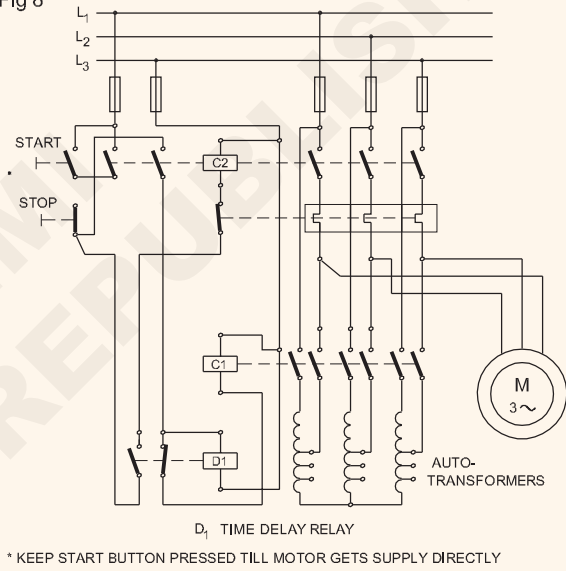 Fig 8
L1
L2
L3
START
C2
STOP
C1
M
3~
D1
AUTO-
TRANSFORMERS
D1 TIME DELAY RELAY
* KEEP START BUTTON PRESSED TILL MOTOR GETS SUPPLY DIRECTLY